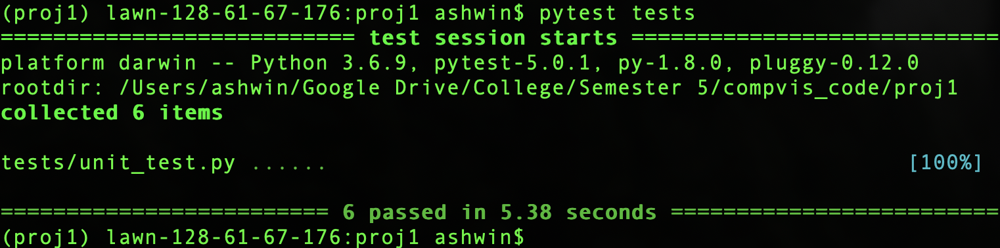 (proj1) lawn-128-61-67-176:proj1 ashwin$ pytest tests
=========================== test session starts ============================
platform darwin -- Python 3.6.9, pytest-5.0.1, py-1.8.0, pluggy-0.12.0
rootdir: /Users/ashwin/Google Drive/College/Semester 5/compvis_code/proj1
collected 6 items
tests/unit_test.py ...... [100%]
========================= 6 passed in 5.38 seconds =========================
(proj1) lawn-128-61-67-176:proj1 ashwin$